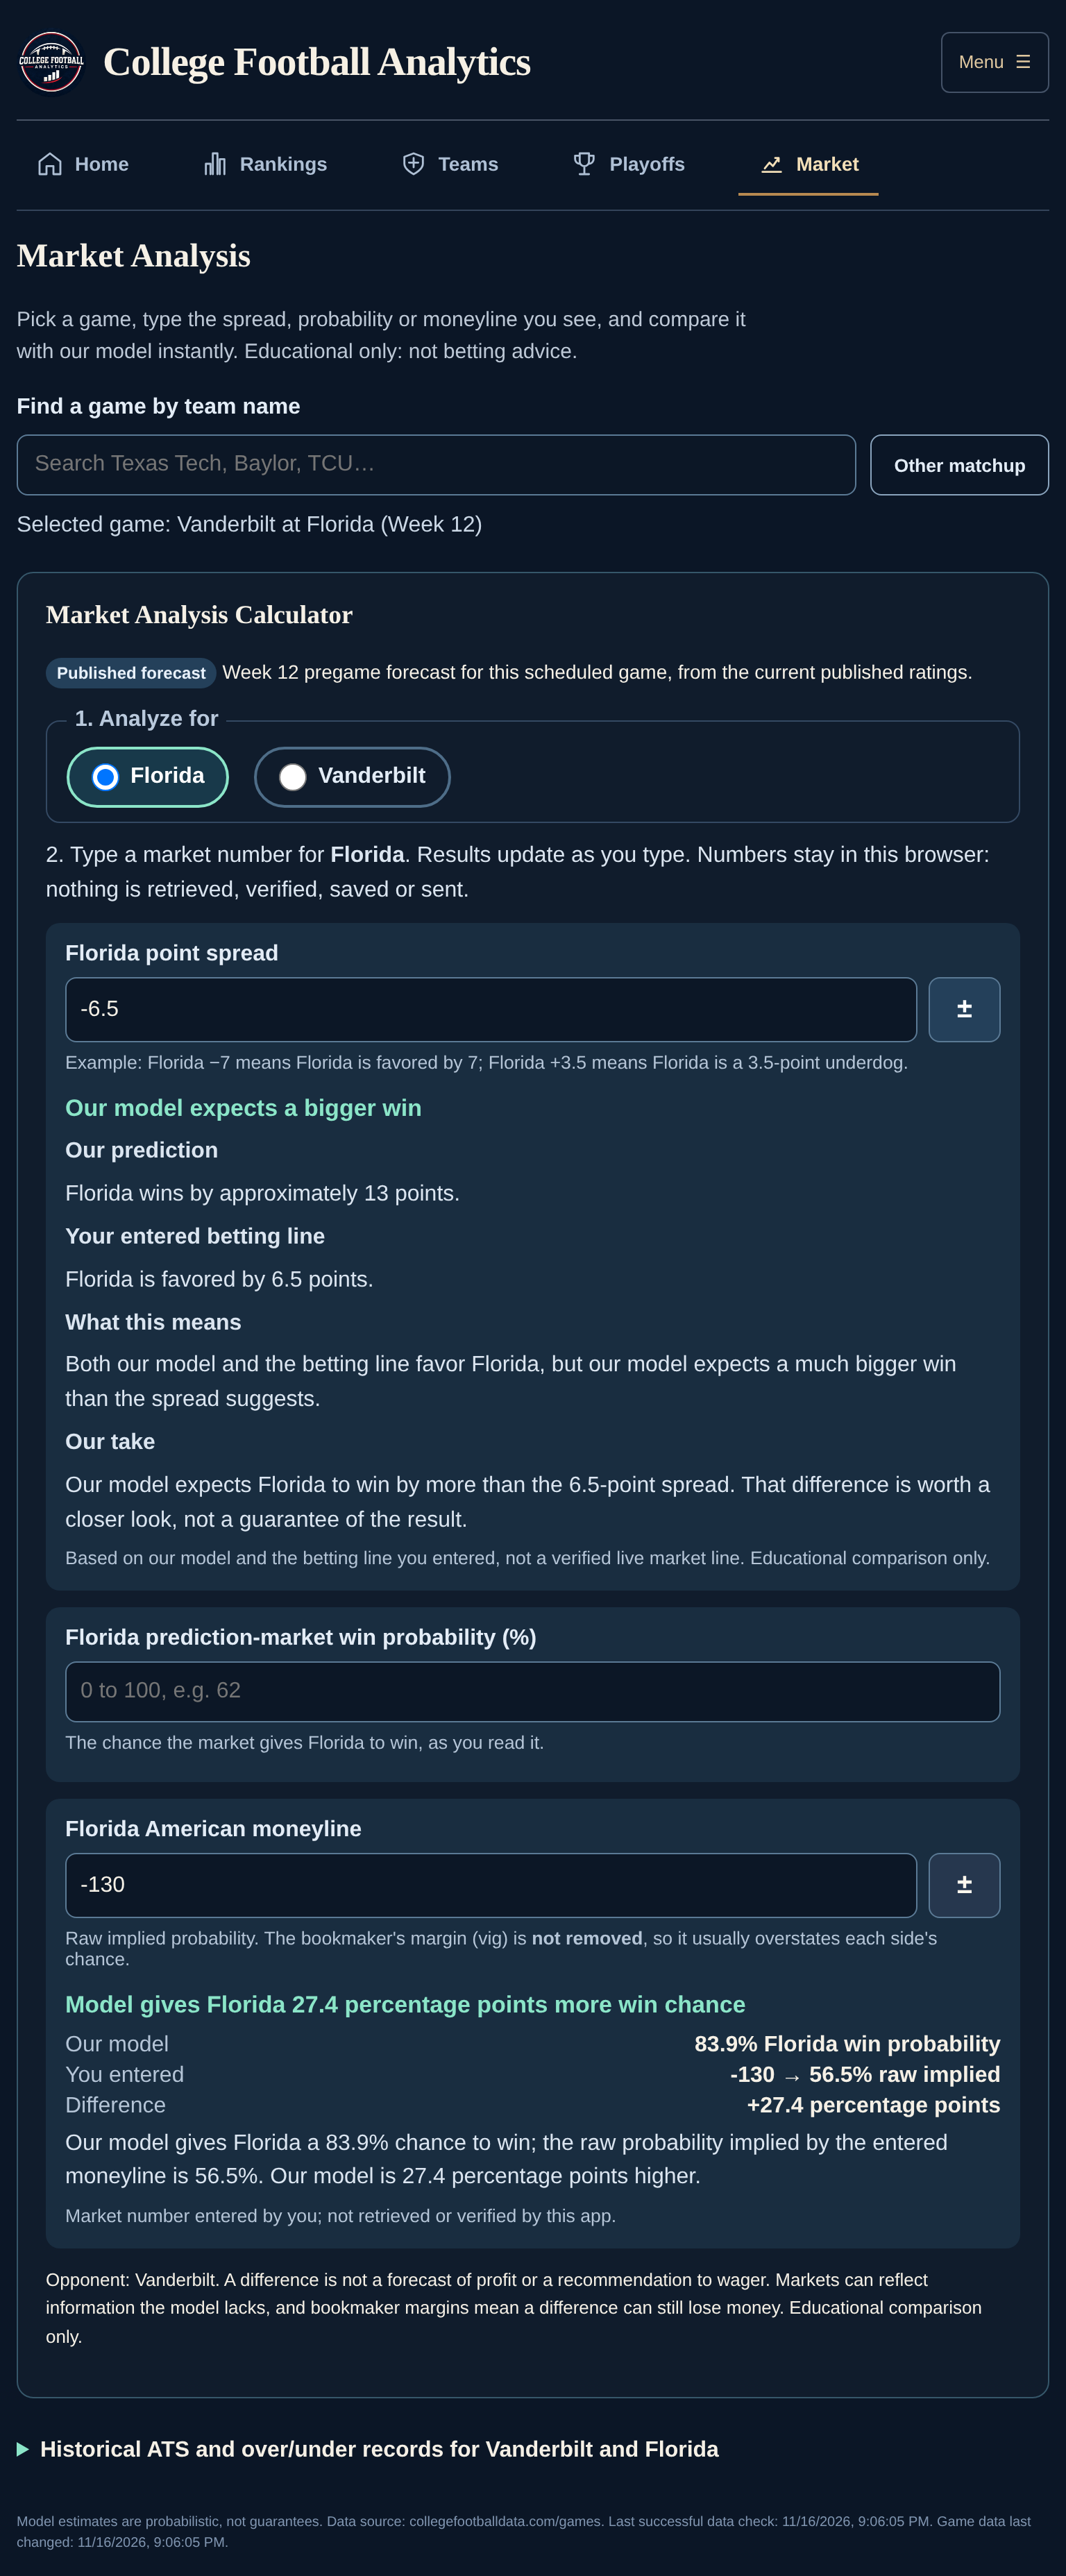 COLLEGE FOOTBALL
ANALYTICS
College Football Analytics
Menu ☰
Home
Rankings
Teams
Playoffs
Market
Market Analysis
Pick a game, type the spread, probability or moneyline you see, and compare it
with our model instantly. Educational only: not betting advice.
Find a game by team name
Search Texas Tech, Baylor, TCU…
Other matchup
Selected game: Vanderbilt at Florida (Week 12)
Market Analysis Calculator
Published forecast Week 12 pregame forecast for this scheduled game, from the current published ratings.
1. Analyze for
Florida
Vanderbilt
2. Type a market number for Florida. Results update as you type. Numbers stay in this browser:
nothing is retrieved, verified, saved or sent.
Florida point spread
-6.5
±
Example: Florida −7 means Florida is favored by 7; Florida +3.5 means Florida is a 3.5-point underdog.
Our model expects a bigger win
Our prediction
Florida wins by approximately 13 points.
Your entered betting line
Florida is favored by 6.5 points.
What this means
Both our model and the betting line favor Florida, but our model expects a much bigger win
than the spread suggests.
Our take
Our model expects Florida to win by more than the 6.5-point spread. That difference is worth a
closer look, not a guarantee of the result.
Based on our model and the betting line you entered, not a verified live market line. Educational comparison only.
Florida prediction-market win probability (%)
0 to 100, e.g. 62
The chance the market gives Florida to win, as you read it.
Florida American moneyline
-130
±
Raw implied probability. The bookmaker's margin (vig) is not removed, so it usually overstates each side's
chance.
Model gives Florida 27.4 percentage points more win chance
Our model 83.9% Florida win probability
You entered -130 → 56.5% raw implied
Difference +27.4 percentage points
Our model gives Florida a 83.9% chance to win; the raw probability implied by the entered
moneyline is 56.5%. Our model is 27.4 percentage points higher.
Market number entered by you; not retrieved or verified by this app.
Opponent: Vanderbilt. A difference is not a forecast of profit or a recommendation to wager. Markets can reflect
information the model lacks, and bookmaker margins mean a difference can still lose money. Educational comparison
only.
Historical ATS and over/under records for Vanderbilt and Florida
Model estimates are probabilistic, not guarantees. Data source: collegefootballdata.com/games. Last successful data check: 11/16/2026, 9:06:05 PM. Game data last
changed: 11/16/2026, 9:06:05 PM.